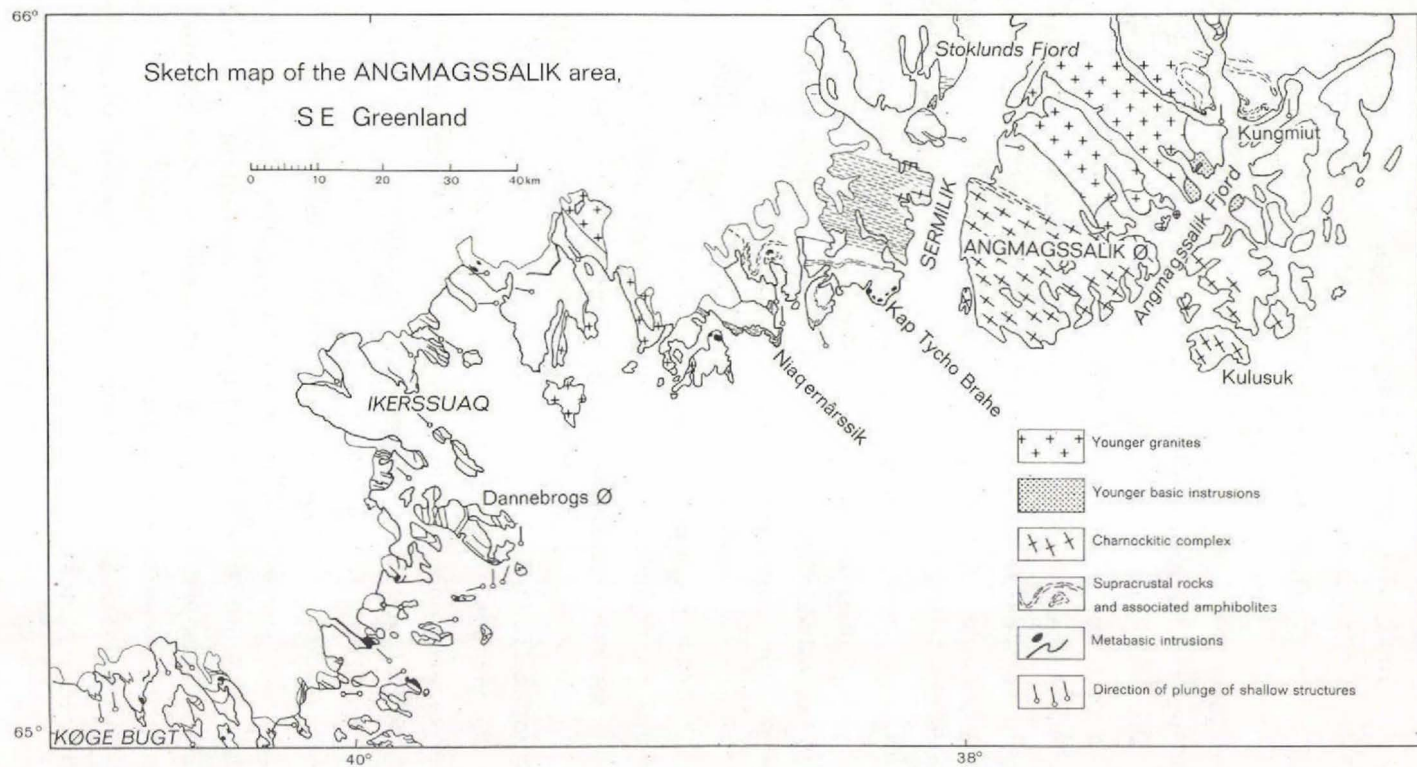 66°
Sketch map of the ANGMAGSSALIK area,
SE Greenland
0 10 20 30 40 km
Stoklunds Fjord
Kungmiut
SERMILIK
ANGMAGSSALIK Ø
Angmagssalik Fjord
Kap Tycho Brahe
Niaqernârssik
Kulusuk
IKERSSUAQ
Dannebrogs Ø
KØGE BUGT
Younger granites
Younger basic instrusions
Charnockitic complex
Supracrustal rocks
and associated amphibolites
Metabasic intrusions
Direction of plunge of shallow structures
65°
40°
38°